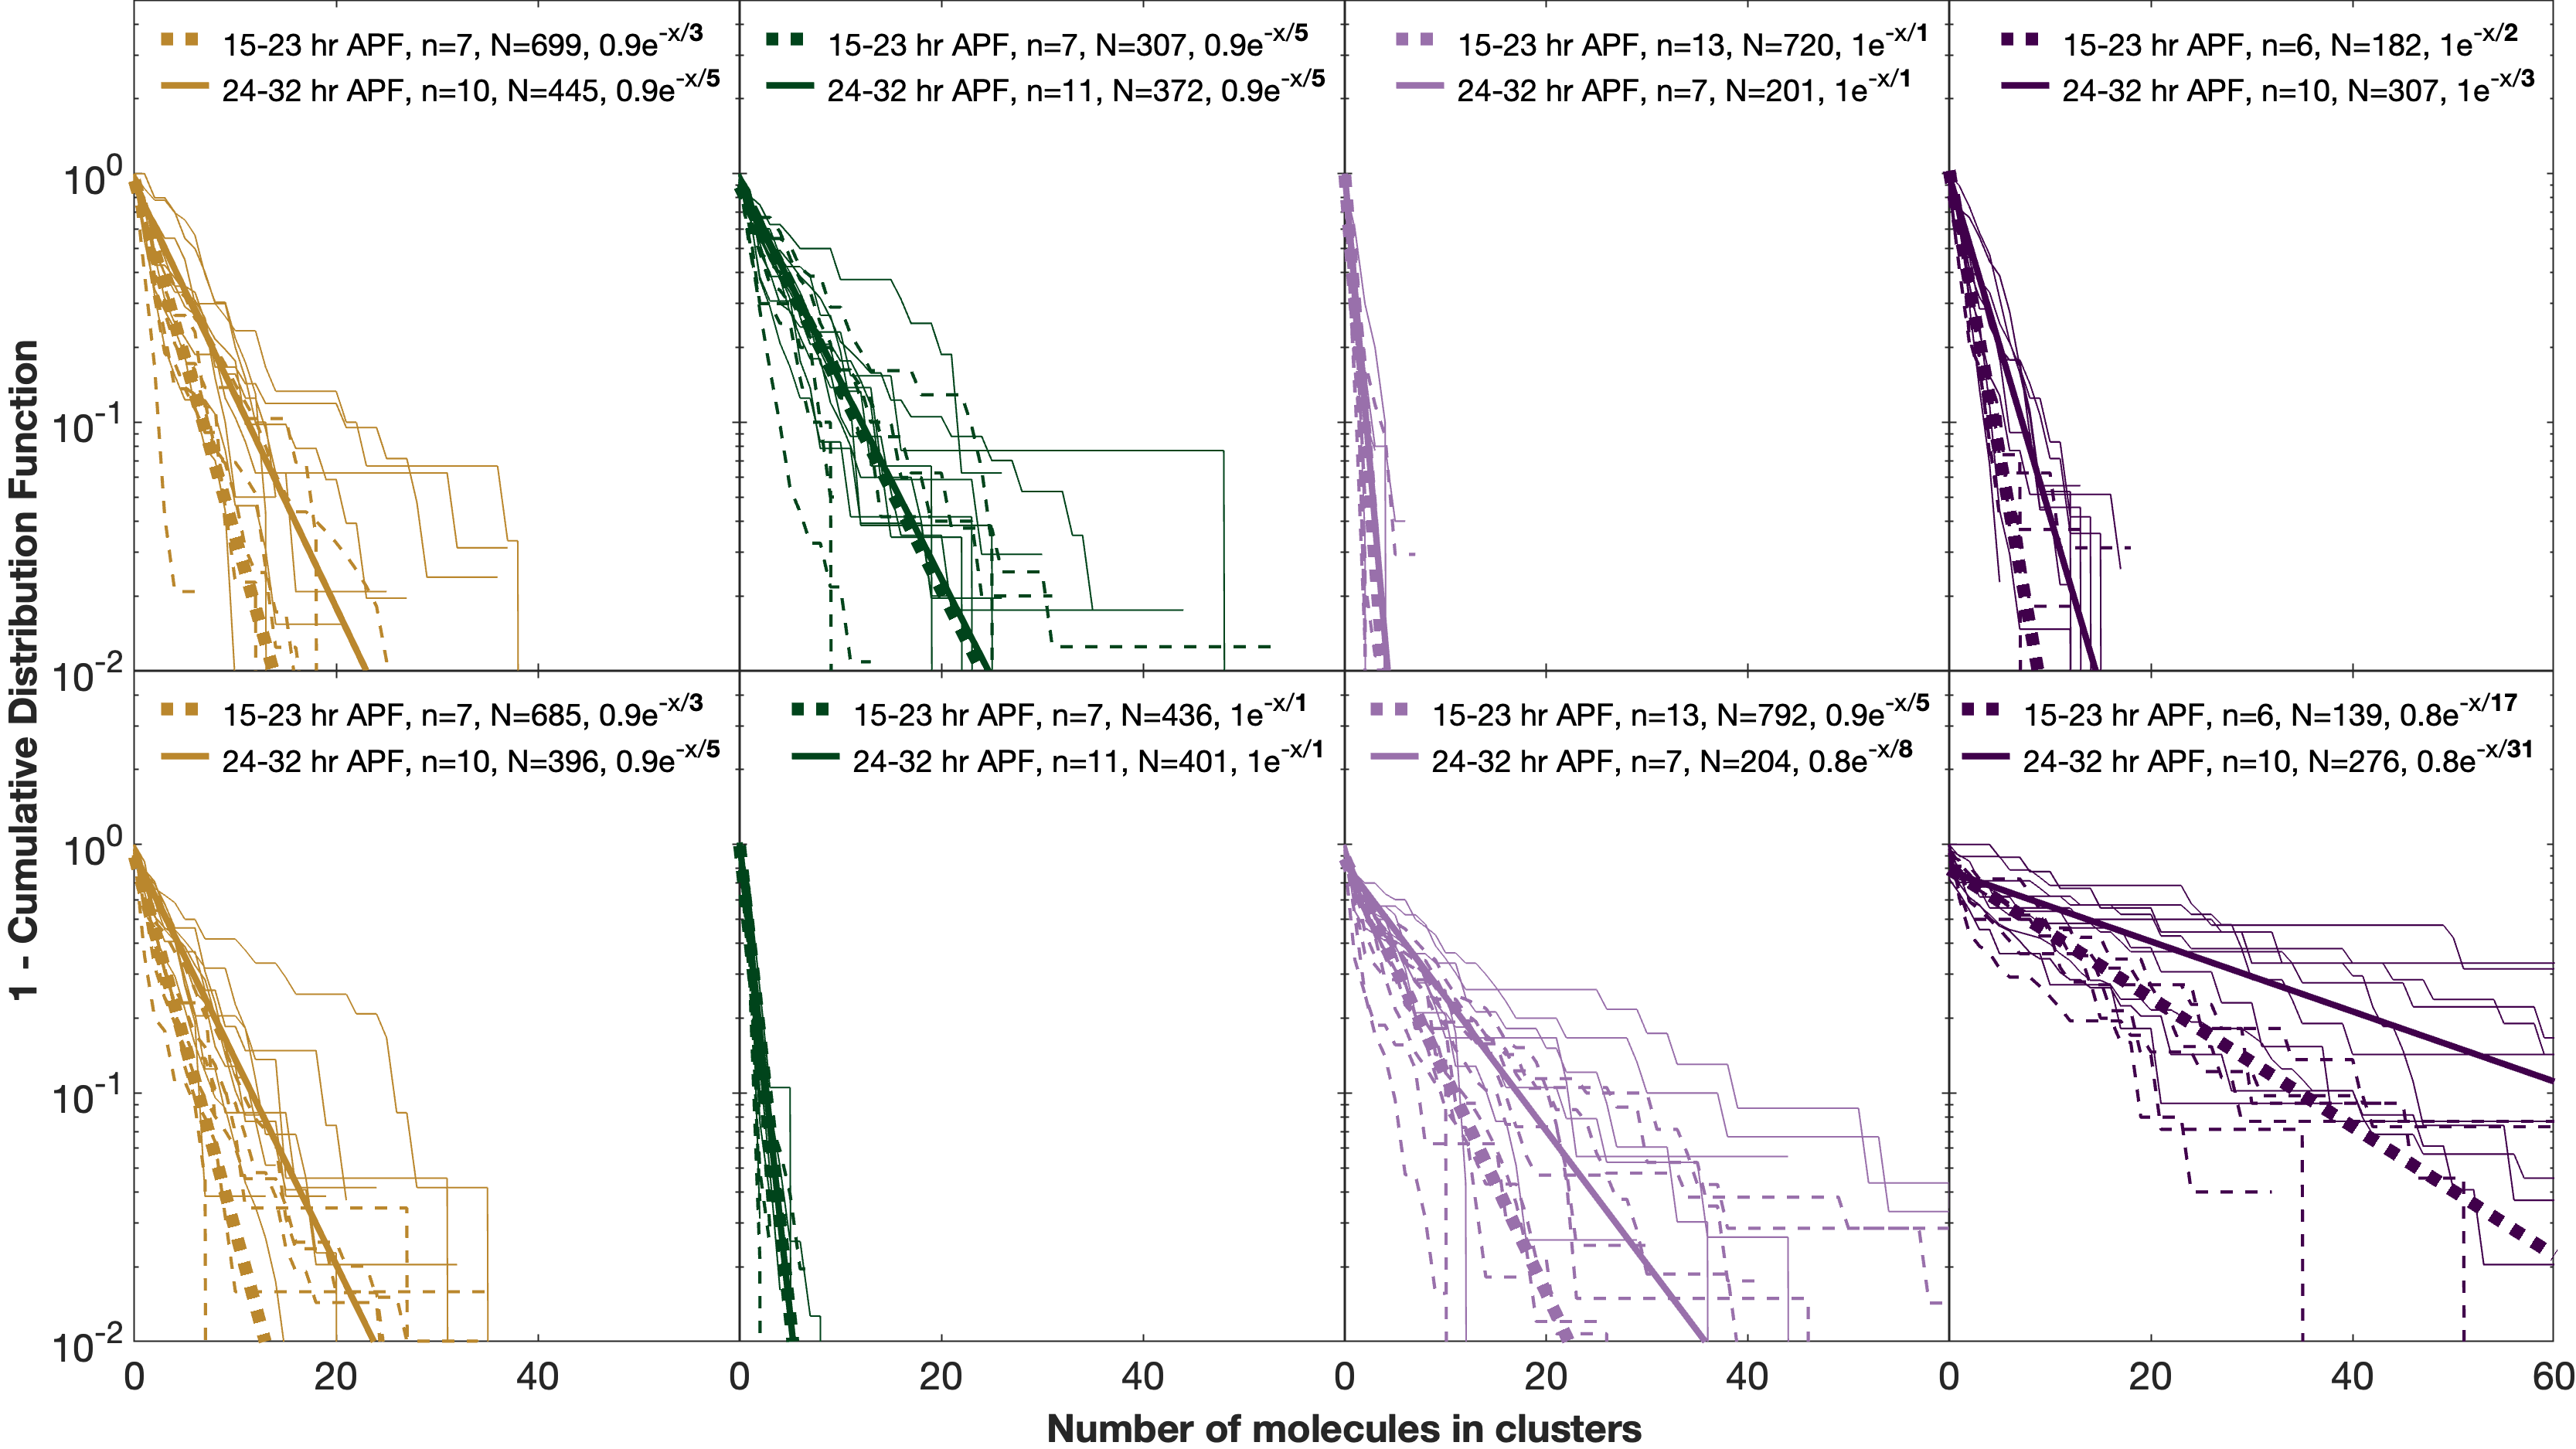 15-23 hr APF, n=7, N=699, 0.9e^-x/3
24-32 hr APF, n=10, N=445, 0.9e^-x/5
15-23 hr APF, n=7, N=307, 0.9e^-x/5
24-32 hr APF, n=11, N=372, 0.9e^-x/5
15-23 hr APF, n=13, N=720, 1e^-x/1
24-32 hr APF, n=7, N=201, 1e^-x/1
15-23 hr APF, n=6, N=182, 1e^-x/2
24-32 hr APF, n=10, N=307, 1e^-x/3
10^0
10^-1
10^-2
1 - Cumulative Distribution Function
15-23 hr APF, n=7, N=685, 0.9e^-x/3
24-32 hr APF, n=10, N=396, 0.9e^-x/5
15-23 hr APF, n=7, N=436, 1e^-x/1
24-32 hr APF, n=11, N=401, 1e^-x/1
15-23 hr APF, n=13, N=792, 0.9e^-x/5
24-32 hr APF, n=7, N=204, 0.8e^-x/8
15-23 hr APF, n=6, N=139, 0.8e^-x/17
24-32 hr APF, n=10, N=276, 0.8e^-x/31
10^0
10^-1
10^-2
0 20 40 0 20 40 0 20 40 0 20 40 60
Number of molecules in clusters